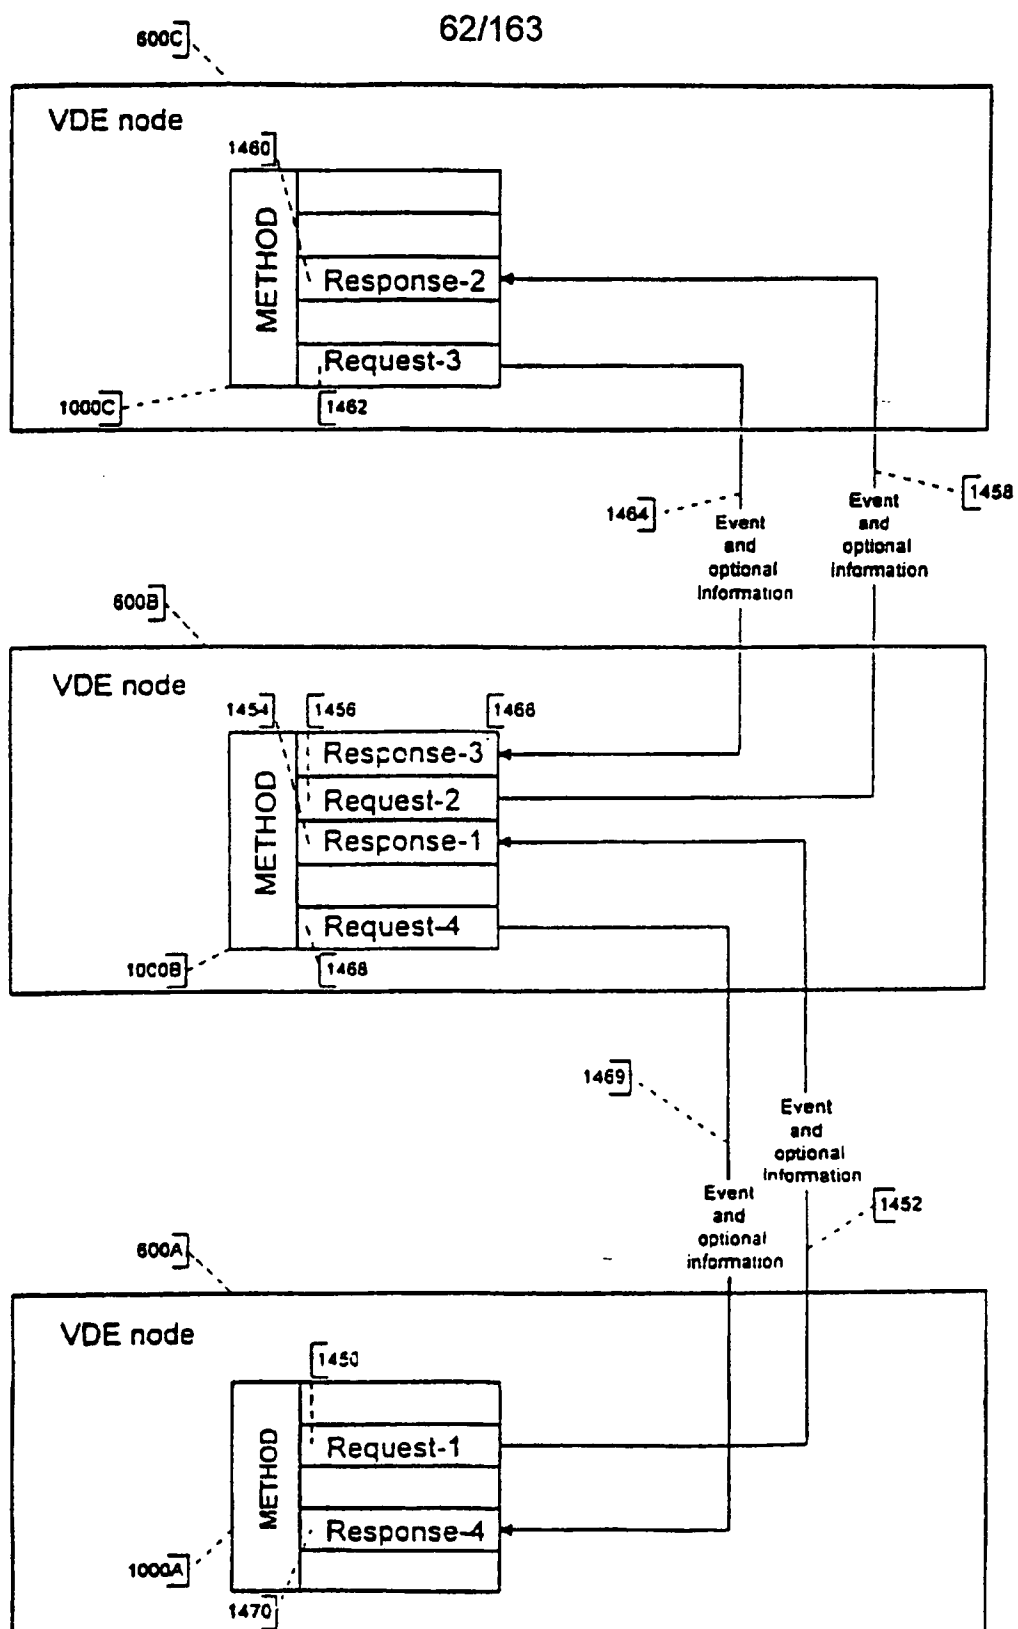 62/163
600C
VDE node
1460
METHOD
Response-2
Request-3
1000C
1462
1464
1458
Event
and
optional
Information
Event
and
optional
Information
600B
VDE node
1454
1456
1466
METHOD
Response-3
Request-2
Response-1
Request-4
1000B
1468
1469
Event
and
optional
Information
Event
and
optional
information
1452
600A
VDE node
1450
METHOD
Request-1
Response-4
1000A
1470